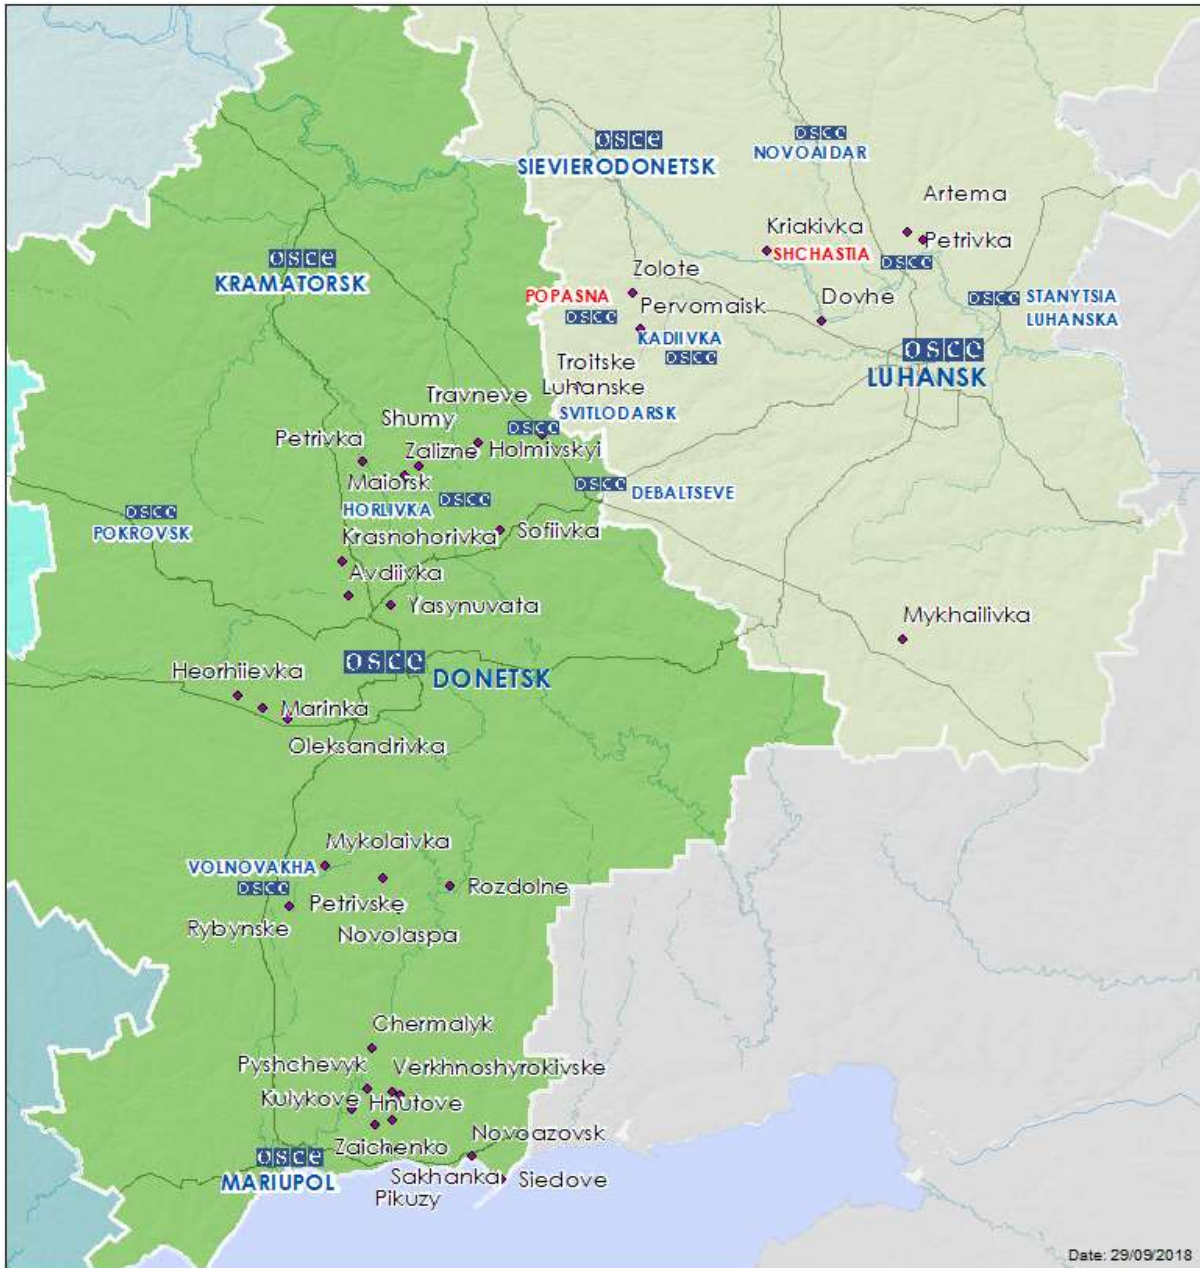 osce
SIEVIERODONETSK
osce
NOVOAIDAR
Artema
Kriakivka
SHCHASTIA
Petrivka
osce
osce
KRAMATORSK
Zolote
POPASNA
osce
Pervomaisk
KADIIVKA
osce
Dovhe
osce
STANYTSIA
LUHANSKA
osce
LUHANSK
Troitske
Luhanske
Travneve
SVITLODARSK
osce
Shumy
Petrivka
Zalizne
Holmivskyi
Maiorsk
HORLIVKA
osce
osce
DEBALTSEVE
osce
POKROVSK
Krasnohorivka
Sofiivka
Avdiivka
Yasynuvata
Mykhailivka
Heorhiievka
osce
DONETSK
Marinka
Oleksandrivka
Mykolaivka
VOLNOVAKHA
osce
Rozdolne
Petrivske
Rybynske
Novolaspa
Chermalyk
Pyshchevyk
Verkhnoshyrokivske
Kulykove
Hnutove
Zaichenko
Novoazovsk
osce
MARIUPOL
Sakhanka
Siedove
Pikuzy
Date: 29/09/2018